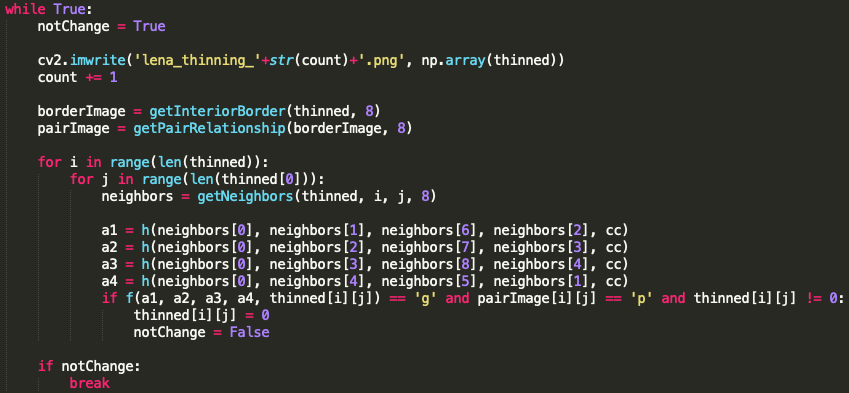 while True:
    notChange = True

    cv2.imwrite('lena_thinning_'+str(count)+'.png', np.array(thinned))
    count += 1

    borderImage = getInteriorBorder(thinned, 8)
    pairImage = getPairRelationship(borderImage, 8)

    for i in range(len(thinned)):
        for j in range(len(thinned[0])):
            neighbors = getNeighbors(thinned, i, j, 8)

            a1 = h(neighbors[0], neighbors[1], neighbors[6], neighbors[2], cc)
            a2 = h(neighbors[0], neighbors[2], neighbors[7], neighbors[3], cc)
            a3 = h(neighbors[0], neighbors[3], neighbors[8], neighbors[4], cc)
            a4 = h(neighbors[0], neighbors[4], neighbors[5], neighbors[1], cc)
            if f(a1, a2, a3, a4, thinned[i][j]) == 'g' and pairImage[i][j] == 'p' and thinned[i][j] != 0:
                thinned[i][j] = 0
                notChange = False

    if notChange:
        break